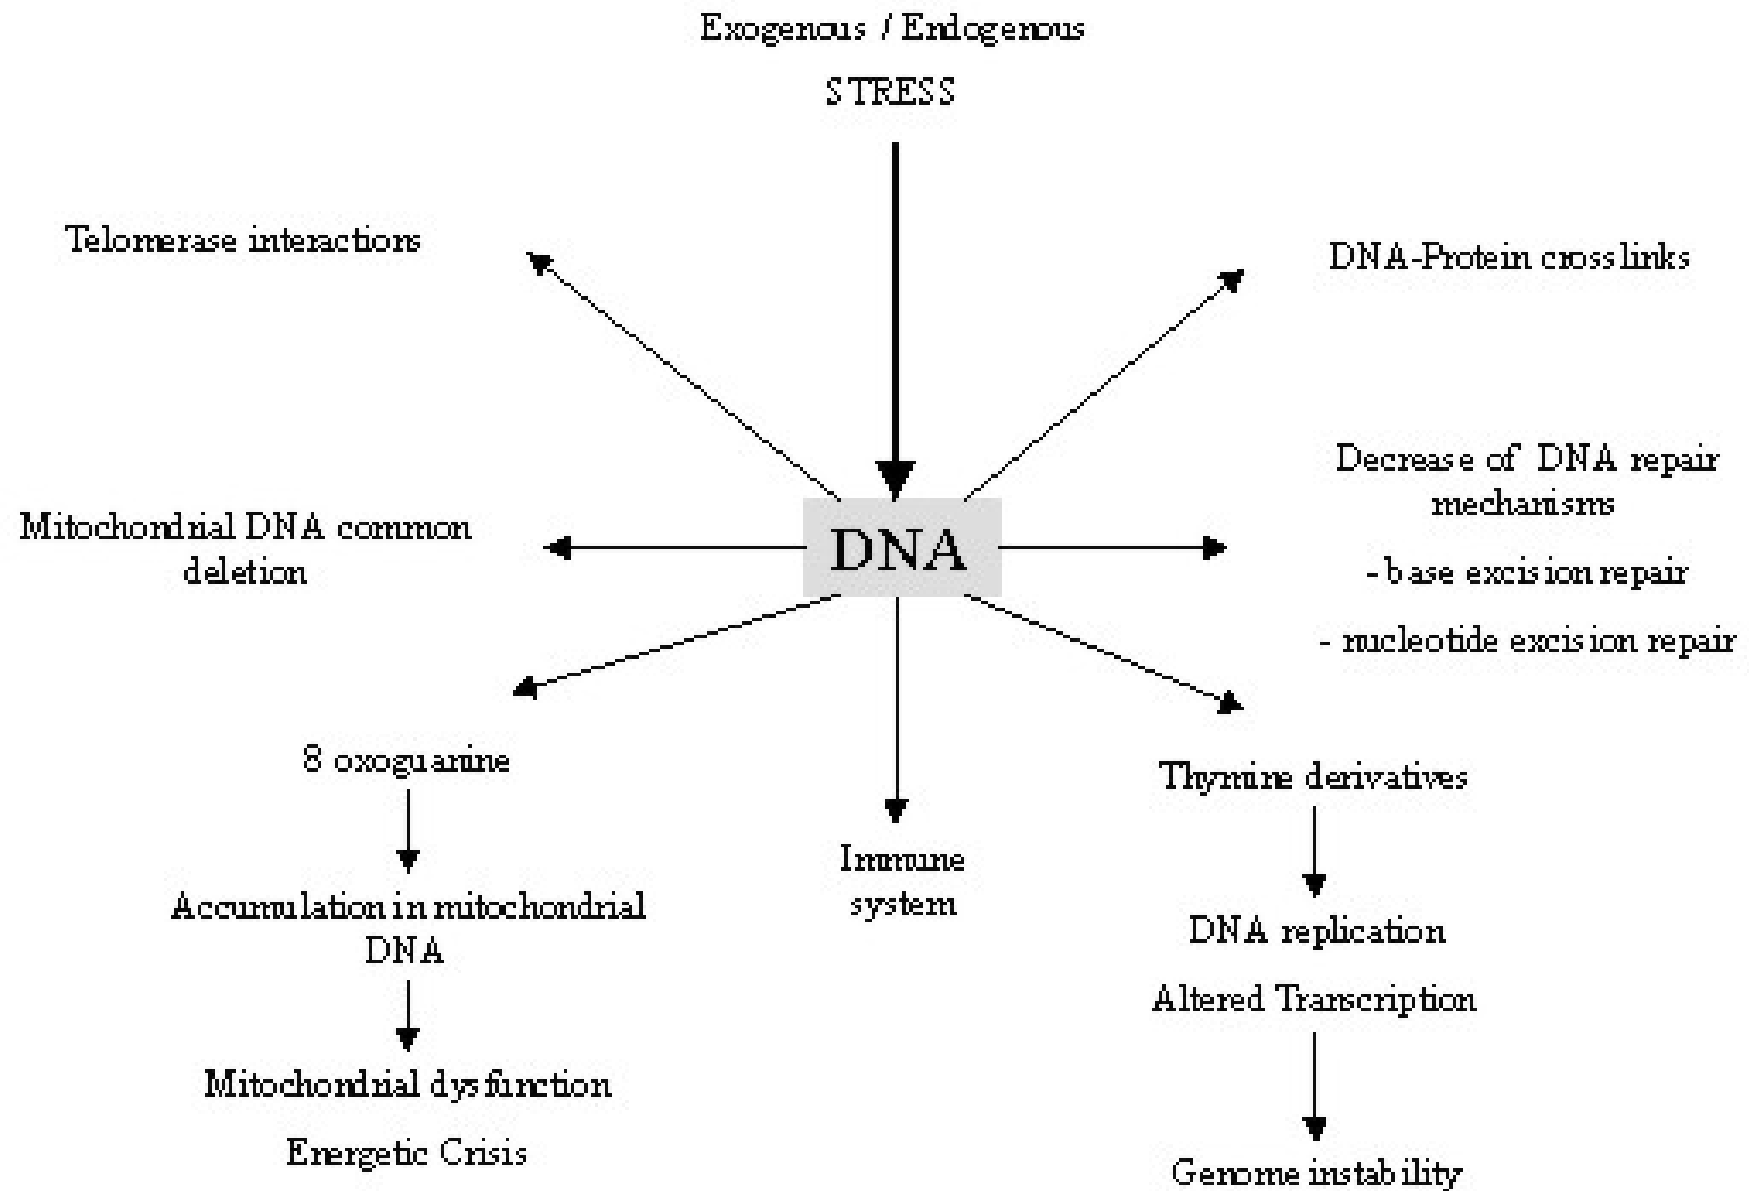 Exogenous / Endogenous
STRESS
Telomerase interactions
DNA-Protein crosslinks
Decrease of DNA repair
mechanisms
- base excision repair
- nucleotide excision repair
Mitochondrial DNA common
deletion
DNA
8 oxoguanine
Accumulation in mitochondrial
DNA
Mitochondrial dysfunction
Energetic Crisis
Immune
system
Thymine derivatives
DNA replication
Altered Transcription
Genome instability